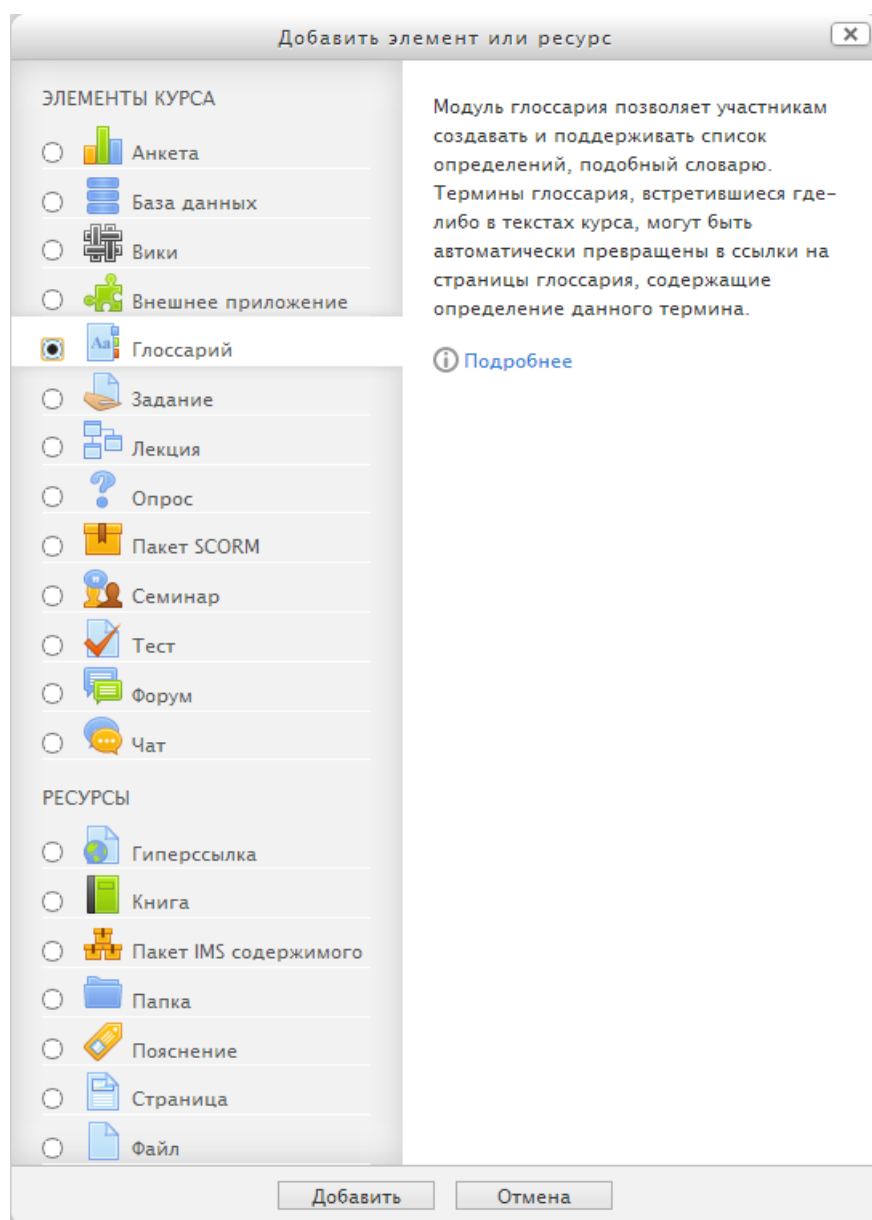 Добавить элемент или ресурс
ЭЛЕМЕНТЫ КУРСА
Анкета
База данных
Вики
Внешнее приложение
Глоссарий
Задание
Лекция
Опрос
Пакет SCORM
Семинар
Тест
Форум
Чат
РЕСУРСЫ
Гиперссылка
Книга
Пакет IMS содержимого
Папка
Пояснение
Страница
Файл
Модуль глоссария позволяет участникам
создавать и поддерживать список
определений, подобный словарю.
Термины глоссария, встретившиеся где-
либо в текстах курса, могут быть
автоматически превращены в ссылки на
страницы глоссария, содержащие
определение данного термина.
Подробнее
Добавить
Отмена